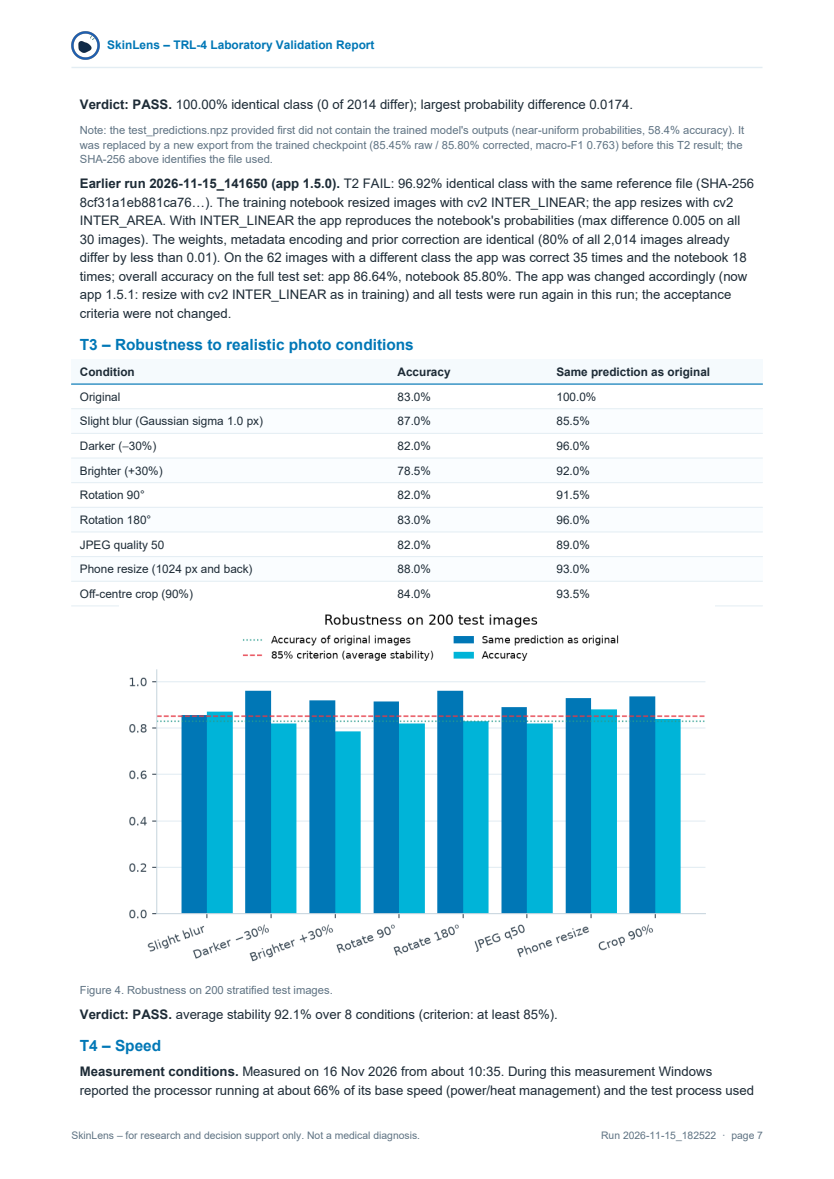 SkinLens – TRL-4 Laboratory Validation Report
Verdict: PASS. 100.00% identical class (0 of 2014 differ); largest probability difference 0.0174.
Note: the test_predictions.npz provided first did not contain the trained model's outputs (near-uniform probabilities, 58.4% accuracy). It
was replaced by a new export from the trained checkpoint (85.45% raw / 85.80% corrected, macro-F1 0.763) before this T2 result; the
SHA-256 above identifies the file used.
Earlier run 2026-11-15_141650 (app 1.5.0). T2 FAIL: 96.92% identical class with the same reference file (SHA-256
8cf31a1eb881ca76…). The training notebook resized images with cv2 INTER_LINEAR; the app resizes with cv2
INTER_AREA. With INTER_LINEAR the app reproduces the notebook's probabilities (max difference 0.005 on all
30 images). The weights, metadata encoding and prior correction are identical (80% of all 2,014 images already
differ by less than 0.01). On the 62 images with a different class the app was correct 35 times and the notebook 18
times; overall accuracy on the full test set: app 86.64%, notebook 85.80%. The app was changed accordingly (now
app 1.5.1: resize with cv2 INTER_LINEAR as in training) and all tests were run again in this run; the acceptance
criteria were not changed.
T3 – Robustness to realistic photo conditions
Condition Accuracy Same prediction as original
Original 83.0% 100.0%
Slight blur (Gaussian sigma 1.0 px) 87.0% 85.5%
Darker (–30%) 82.0% 96.0%
Brighter (+30%) 78.5% 92.0%
Rotation 90° 82.0% 91.5%
Rotation 180° 83.0% 96.0%
JPEG quality 50 82.0% 89.0%
Phone resize (1024 px and back) 88.0% 93.0%
Off-centre crop (90%) 84.0% 93.5%
Robustness on 200 test images
Accuracy of original images Same prediction as original
85% criterion (average stability) Accuracy
1.0
0.8
0.6
0.4
0.2
0.0
Slight blur Darker −30% Brighter +30% Rotate 90° Rotate 180° JPEG q50 Phone resize Crop 90%
Figure 4. Robustness on 200 stratified test images.
Verdict: PASS. average stability 92.1% over 8 conditions (criterion: at least 85%).
T4 – Speed
Measurement conditions. Measured on 16 Nov 2026 from about 10:35. During this measurement Windows
reported the processor running at about 66% of its base speed (power/heat management) and the test process used
SkinLens – for research and decision support only. Not a medical diagnosis. Run 2026-11-15_182522 · page 7